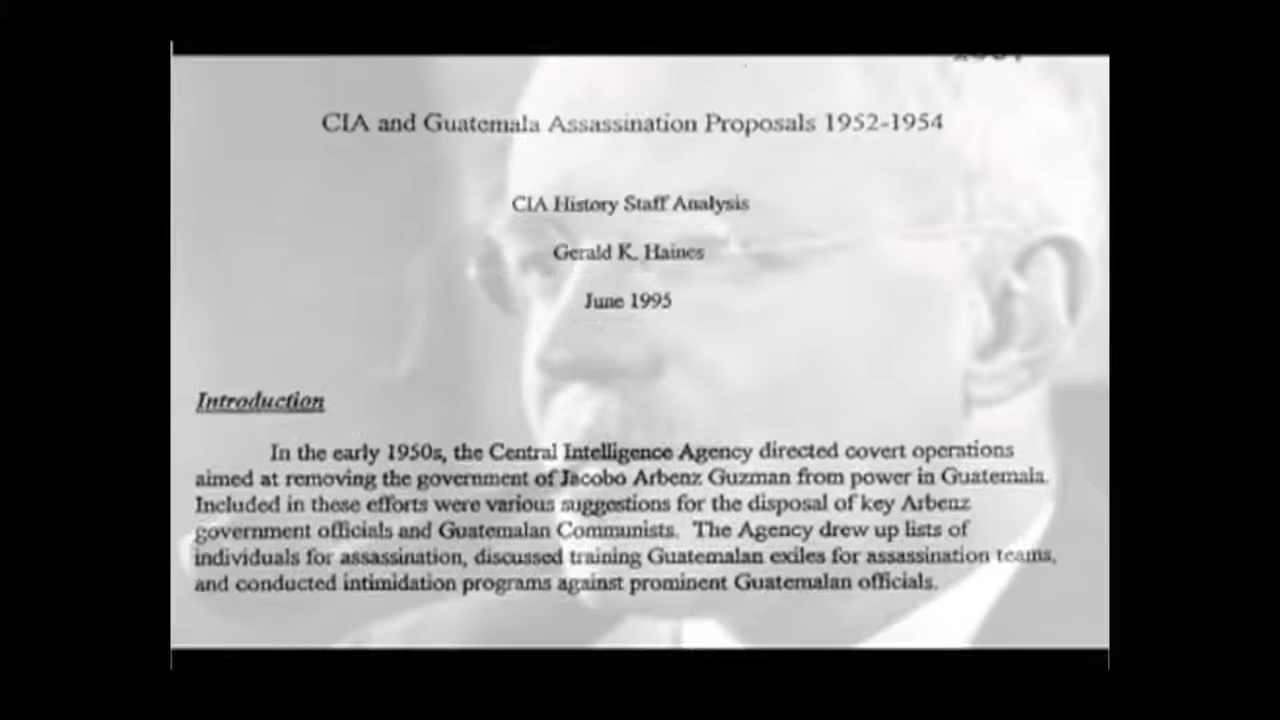 CIA and Guatemala Assassination Proposals 1952-1954
CIA History Staff Analysis
Gerald K. Haines
June 1995
Introduction
In the early 1950s, the Central Intelligence Agency directed covert operations
aimed at removing the government of Jacobo Arbenz Guzman from power in Guatemala.
Included in these efforts were various suggestions for the disposal of key Arbenz
government officials and Guatemalan Communists. The Agency drew up lists of
individuals for assassination, discussed training Guatemalan exiles for assassination teams,
and conducted intimidation programs against prominent Guatemalan officials.